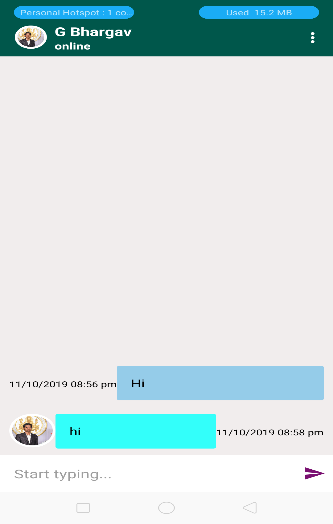 Personal Hotspot : 1 co
Used 15.2 MB
G Bhargav
online
11/10/2019 08:56 pm Hi
hi 11/10/2019 08:58 pm
Start typing...